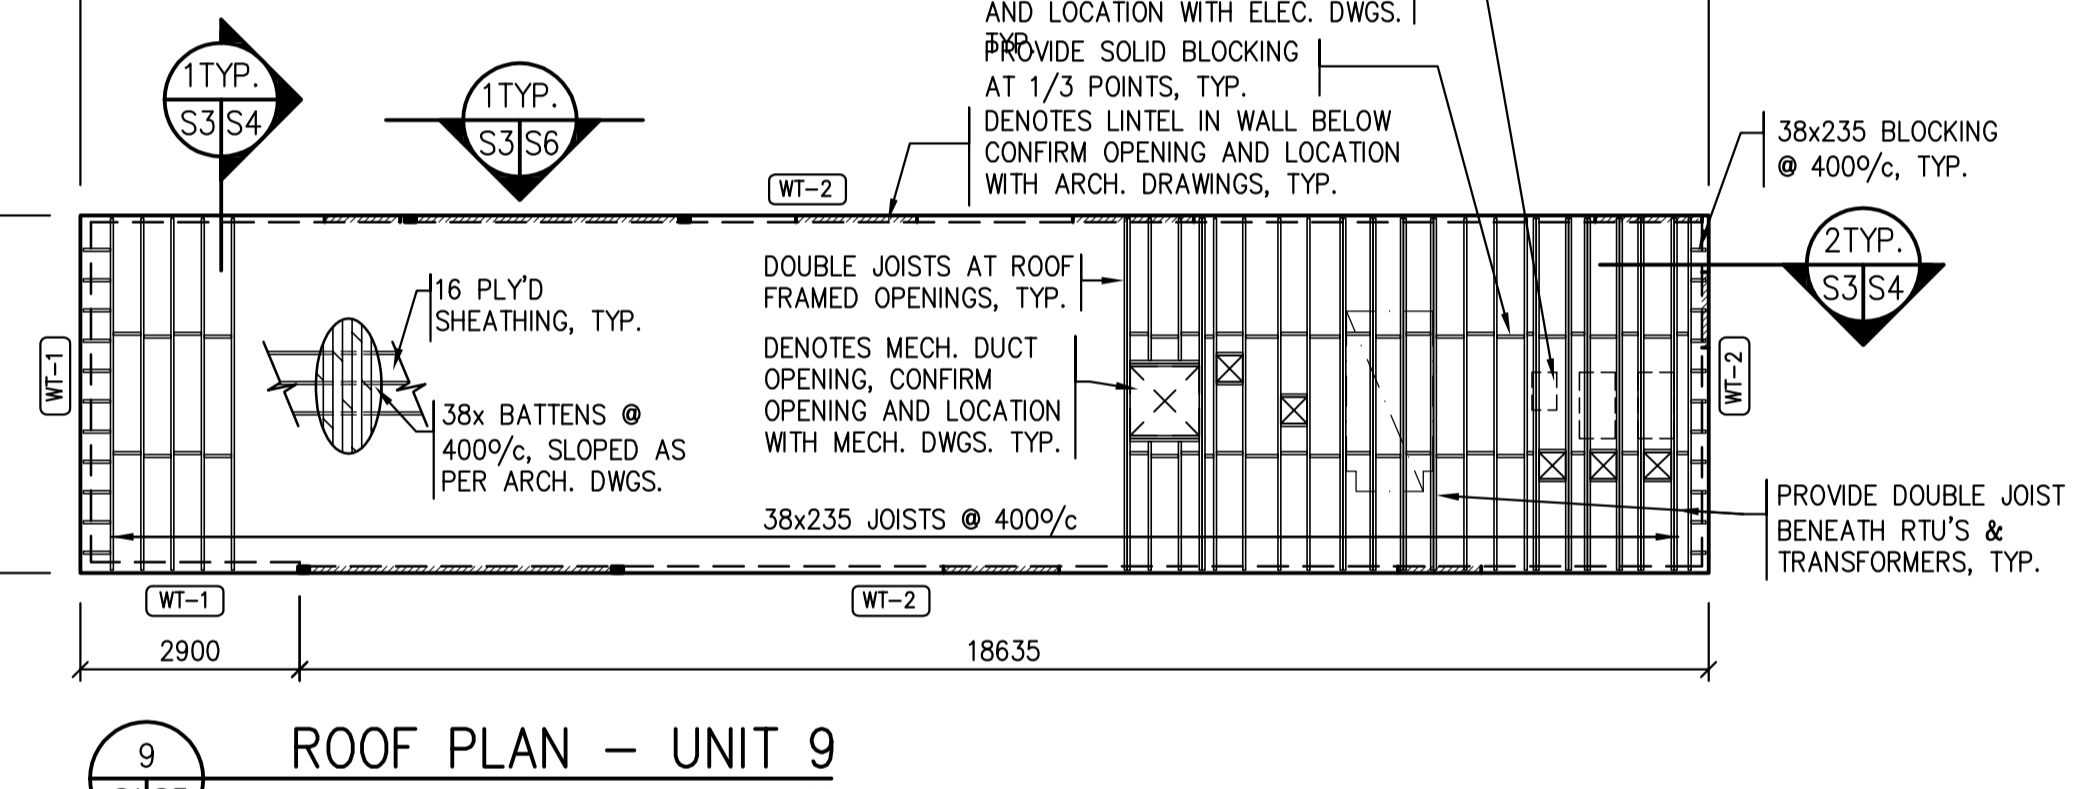 AND LOCATION WITH ELEC. DWGS.
TYP.
PROVIDE SOLID BLOCKING
AT 1/3 POINTS, TYP.
DENOTES LINTEL IN WALL BELOW
CONFIRM OPENING AND LOCATION
WITH ARCH. DRAWINGS, TYP.
1TYP.
S3 S4
1TYP.
S3 S6
WT-2
38x235 BLOCKING
@ 400o/c, TYP.
2TYP.
S3 S4
16 PLY'D
SHEATHING, TYP.
DOUBLE JOISTS AT ROOF
FRAMED OPENINGS, TYP.
DENOTES MECH. DUCT
OPENING, CONFIRM
OPENING AND LOCATION
WITH MECH. DWGS. TYP.
WT-1
WT-2
38x BATTENS @
400o/c, SLOPED AS
PER ARCH. DWGS.
38x235 JOISTS @ 400o/c
PROVIDE DOUBLE JOIST
BENEATH RTU'S &
TRANSFORMERS, TYP.
WT-1
WT-2
2900
18635
9
ROOF PLAN - UNIT 9